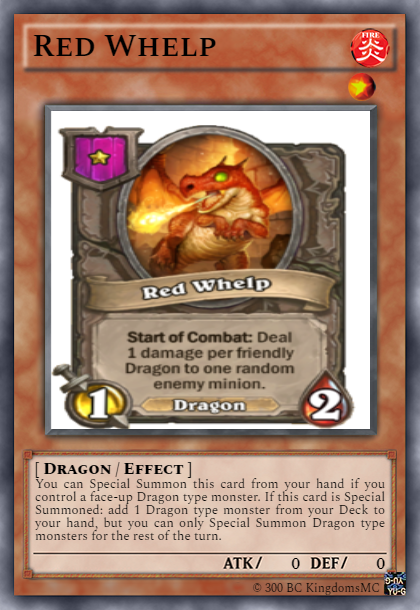 RED WHELP
FIRE
炎
Red Whelp
Start of Combat: Deal
1 damage per friendly
Dragon to one random
enemy minion.
1
Dragon
2
[ DRAGON / EFFECT ]
You can Special Summon this card from your hand if you
control a face-up Dragon type monster. If this card is Special
Summoned: add 1 Dragon type monster from your Deck to
your hand, but you can only Special Summon Dragon type
monsters for the rest of the turn.
ATK/ 0 DEF/ 0
© 300 BC KingdomsMC